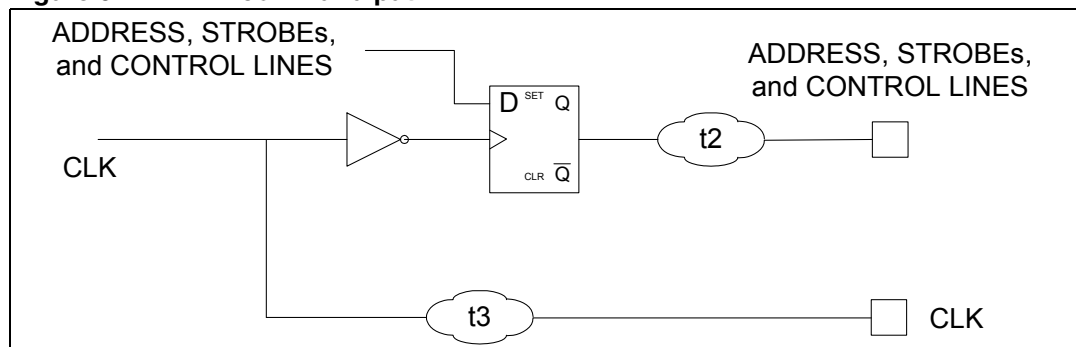 ADDRESS, STROBEs,
and CONTROL LINES
ADDRESS, STROBEs,
and CONTROL LINES
D SET Q
t2
CLK
CLR Q̅
t3
CLK